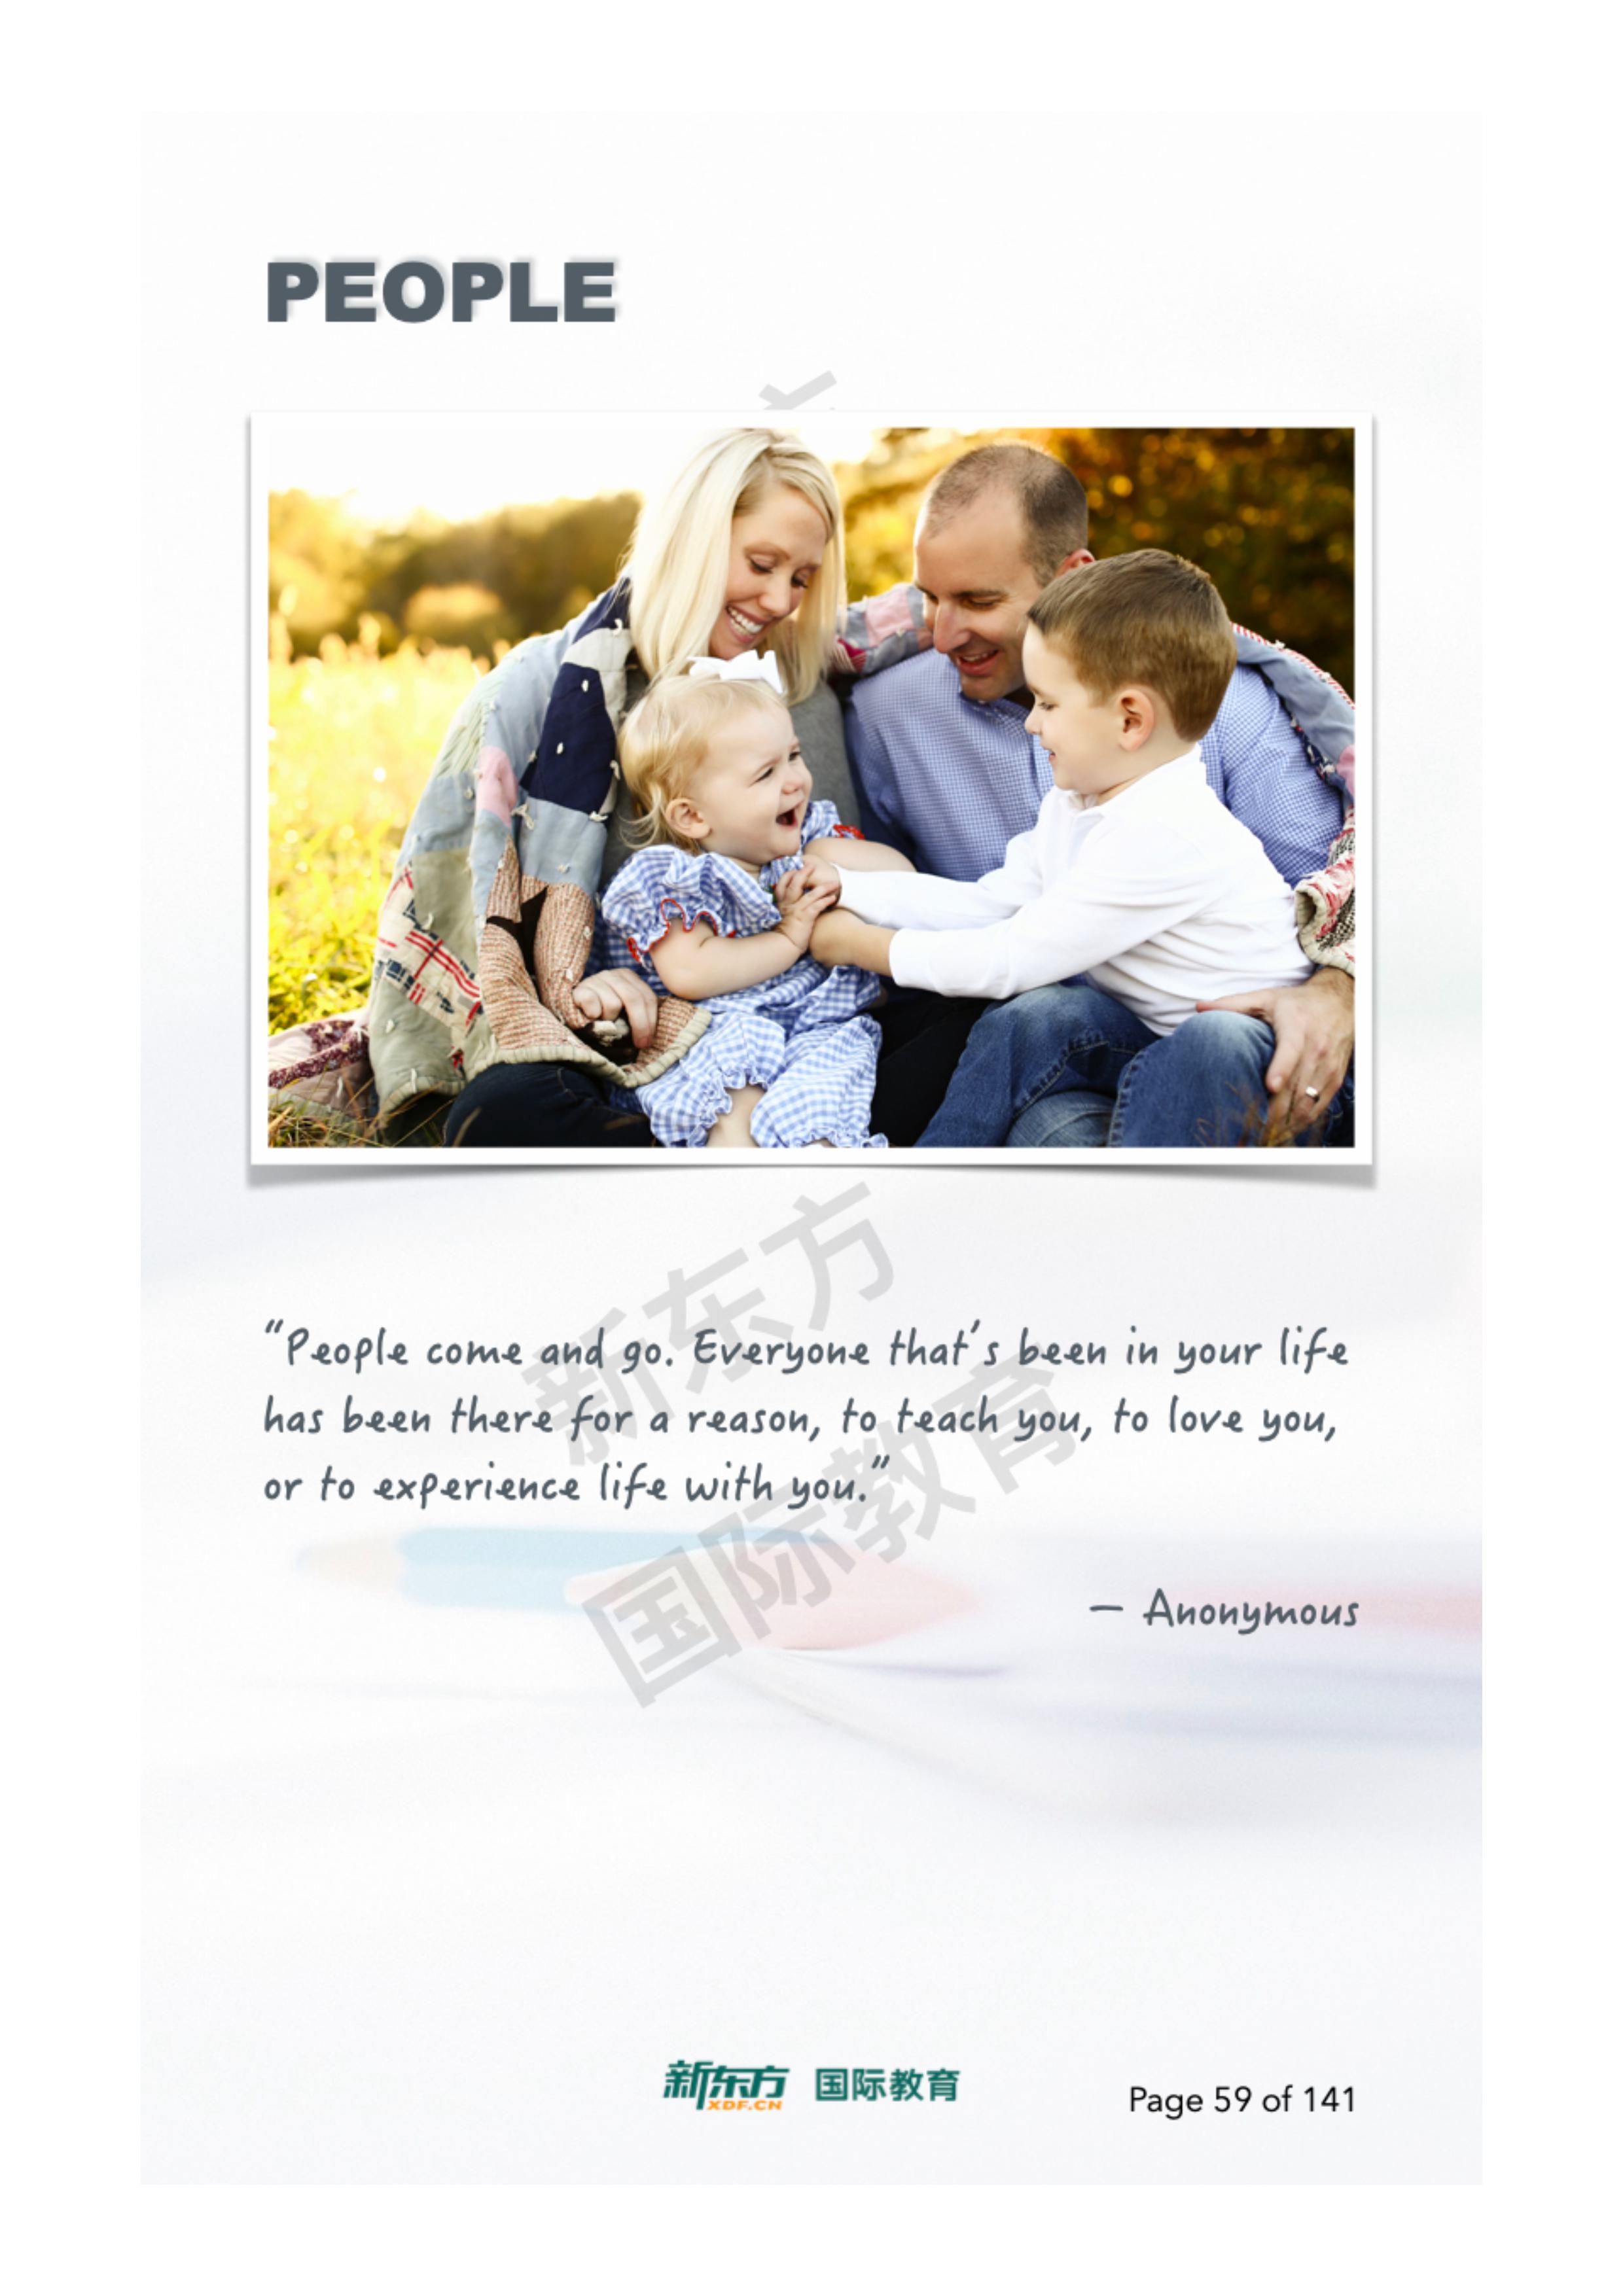 PEOPLE
“People come and go. Everyone that's been in your life
has been there for a reason, to teach you, to love you,
or to experience life with you.”
— Anonymous
新东方
国际教育
新东方 国际教育
XDF.CN
Page 59 of 141